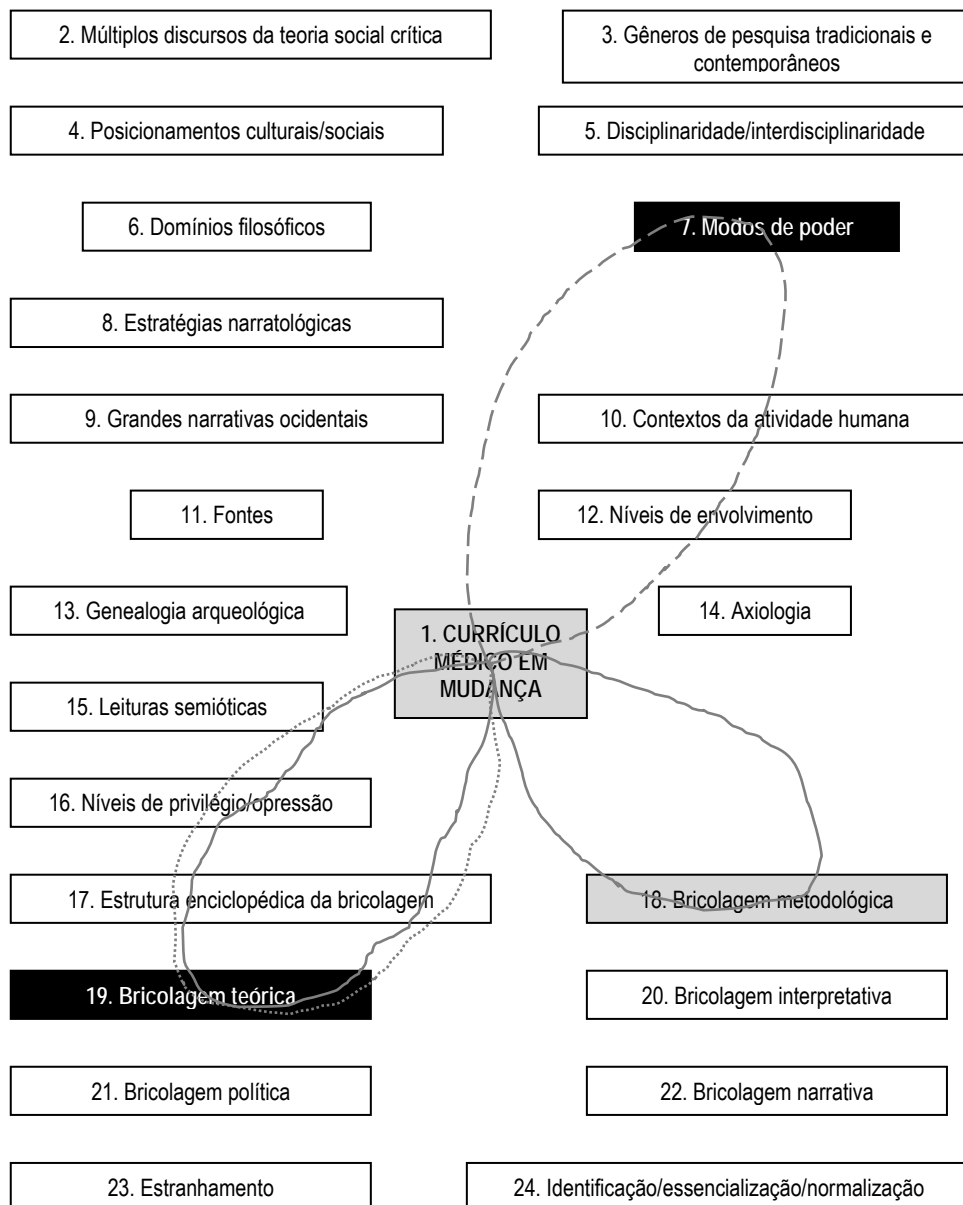 2. Múltiplos discursos da teoria social crítica
3. Gêneros de pesquisa tradicionais e
contemporâneos
4. Posicionamentos culturais/sociais
5. Disciplinaridade/interdisciplinaridade
6. Domínios filosóficos
7. Modos de poder
8. Estratégias narratológicas
9. Grandes narrativas ocidentais
10. Contextos da atividade humana
11. Fontes
12. Níveis de envolvimento
13. Genealogia arqueológica
1. CURRÍCULO
MÉDICO EM
MUDANÇA
14. Axiologia
15. Leituras semióticas
16. Níveis de privilégio/opressão
17. Estrutura enciclopédica da bricolagem
18. Bricolagem metodológica
19. Bricolagem teórica
20. Bricolagem interpretativa
21. Bricolagem política
22. Bricolagem narrativa
23. Estranhamento
24. Identificação/essencialização/normalização